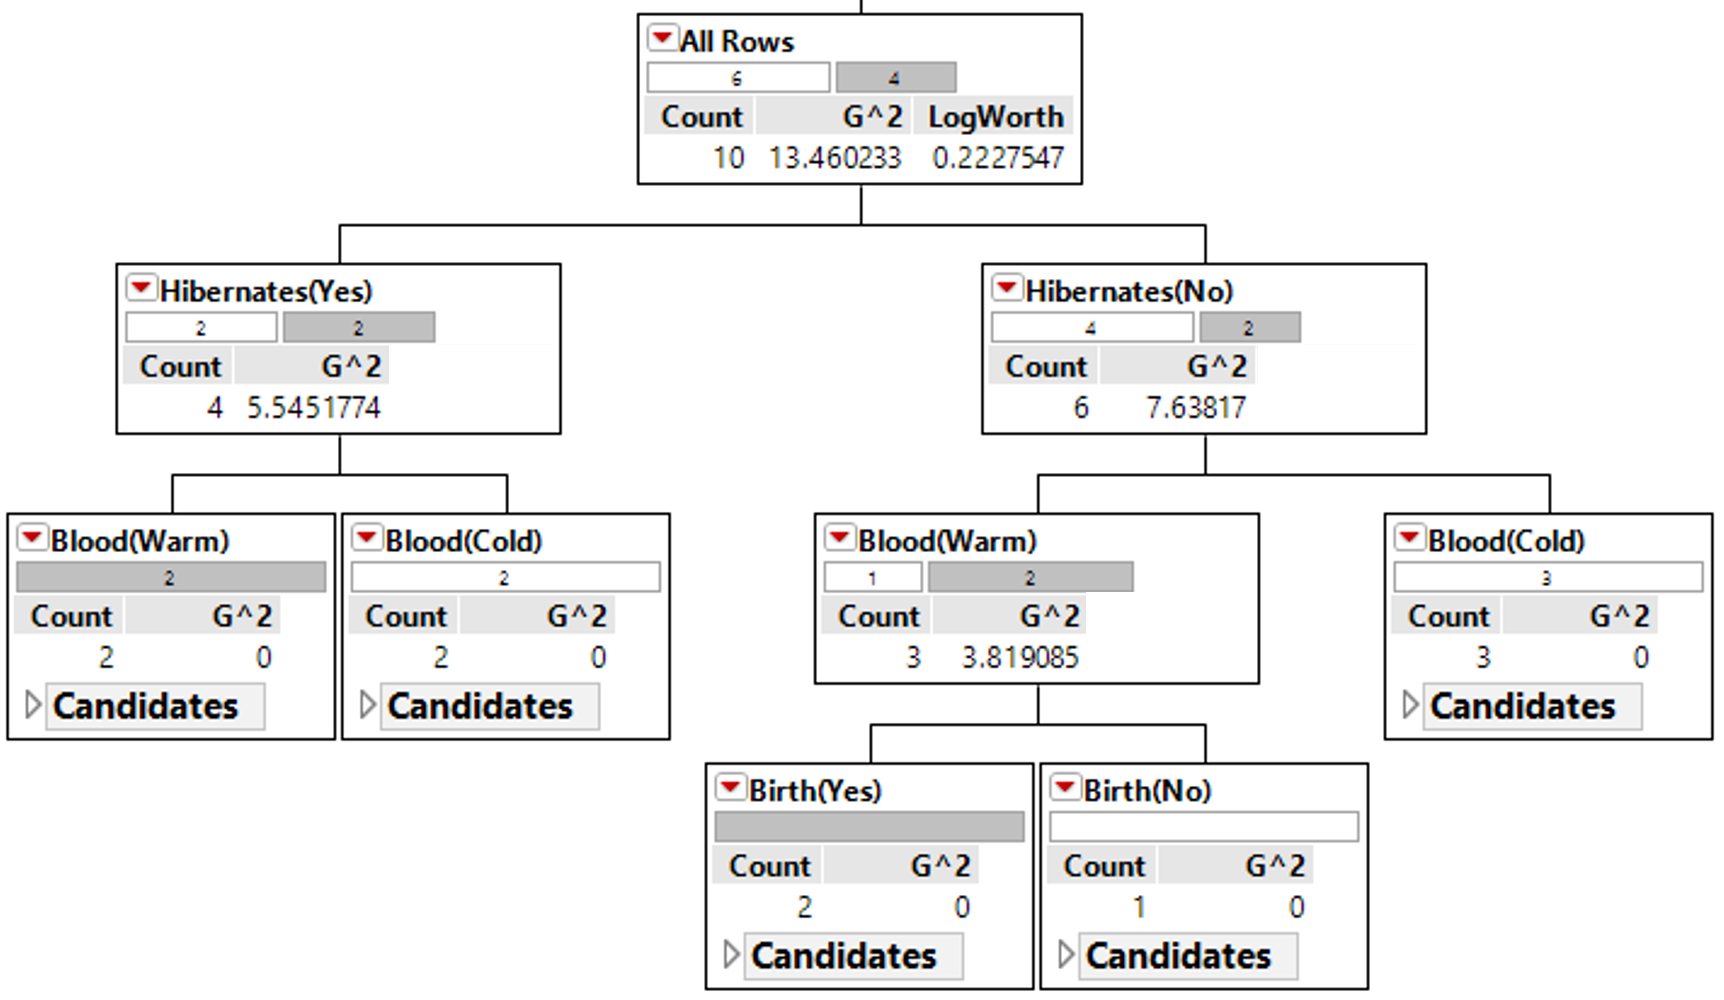 All Rows
6 4
Count G^2 LogWorth
10 13.460233 0.2227547
Hibernates(Yes)
2 2
Count G^2
4 5.5451774
Hibernates(No)
4 2
Count G^2
6 7.63817
Blood(Warm)
2
Count G^2
2 0
Candidates
Blood(Cold)
2
Count G^2
2 0
Candidates
Blood(Warm)
1 2
Count G^2
3 3.819085
Blood(Cold)
3
Count G^2
3 0
Candidates
Birth(Yes)
Count G^2
2 0
Candidates
Birth(No)
Count G^2
1 0
Candidates